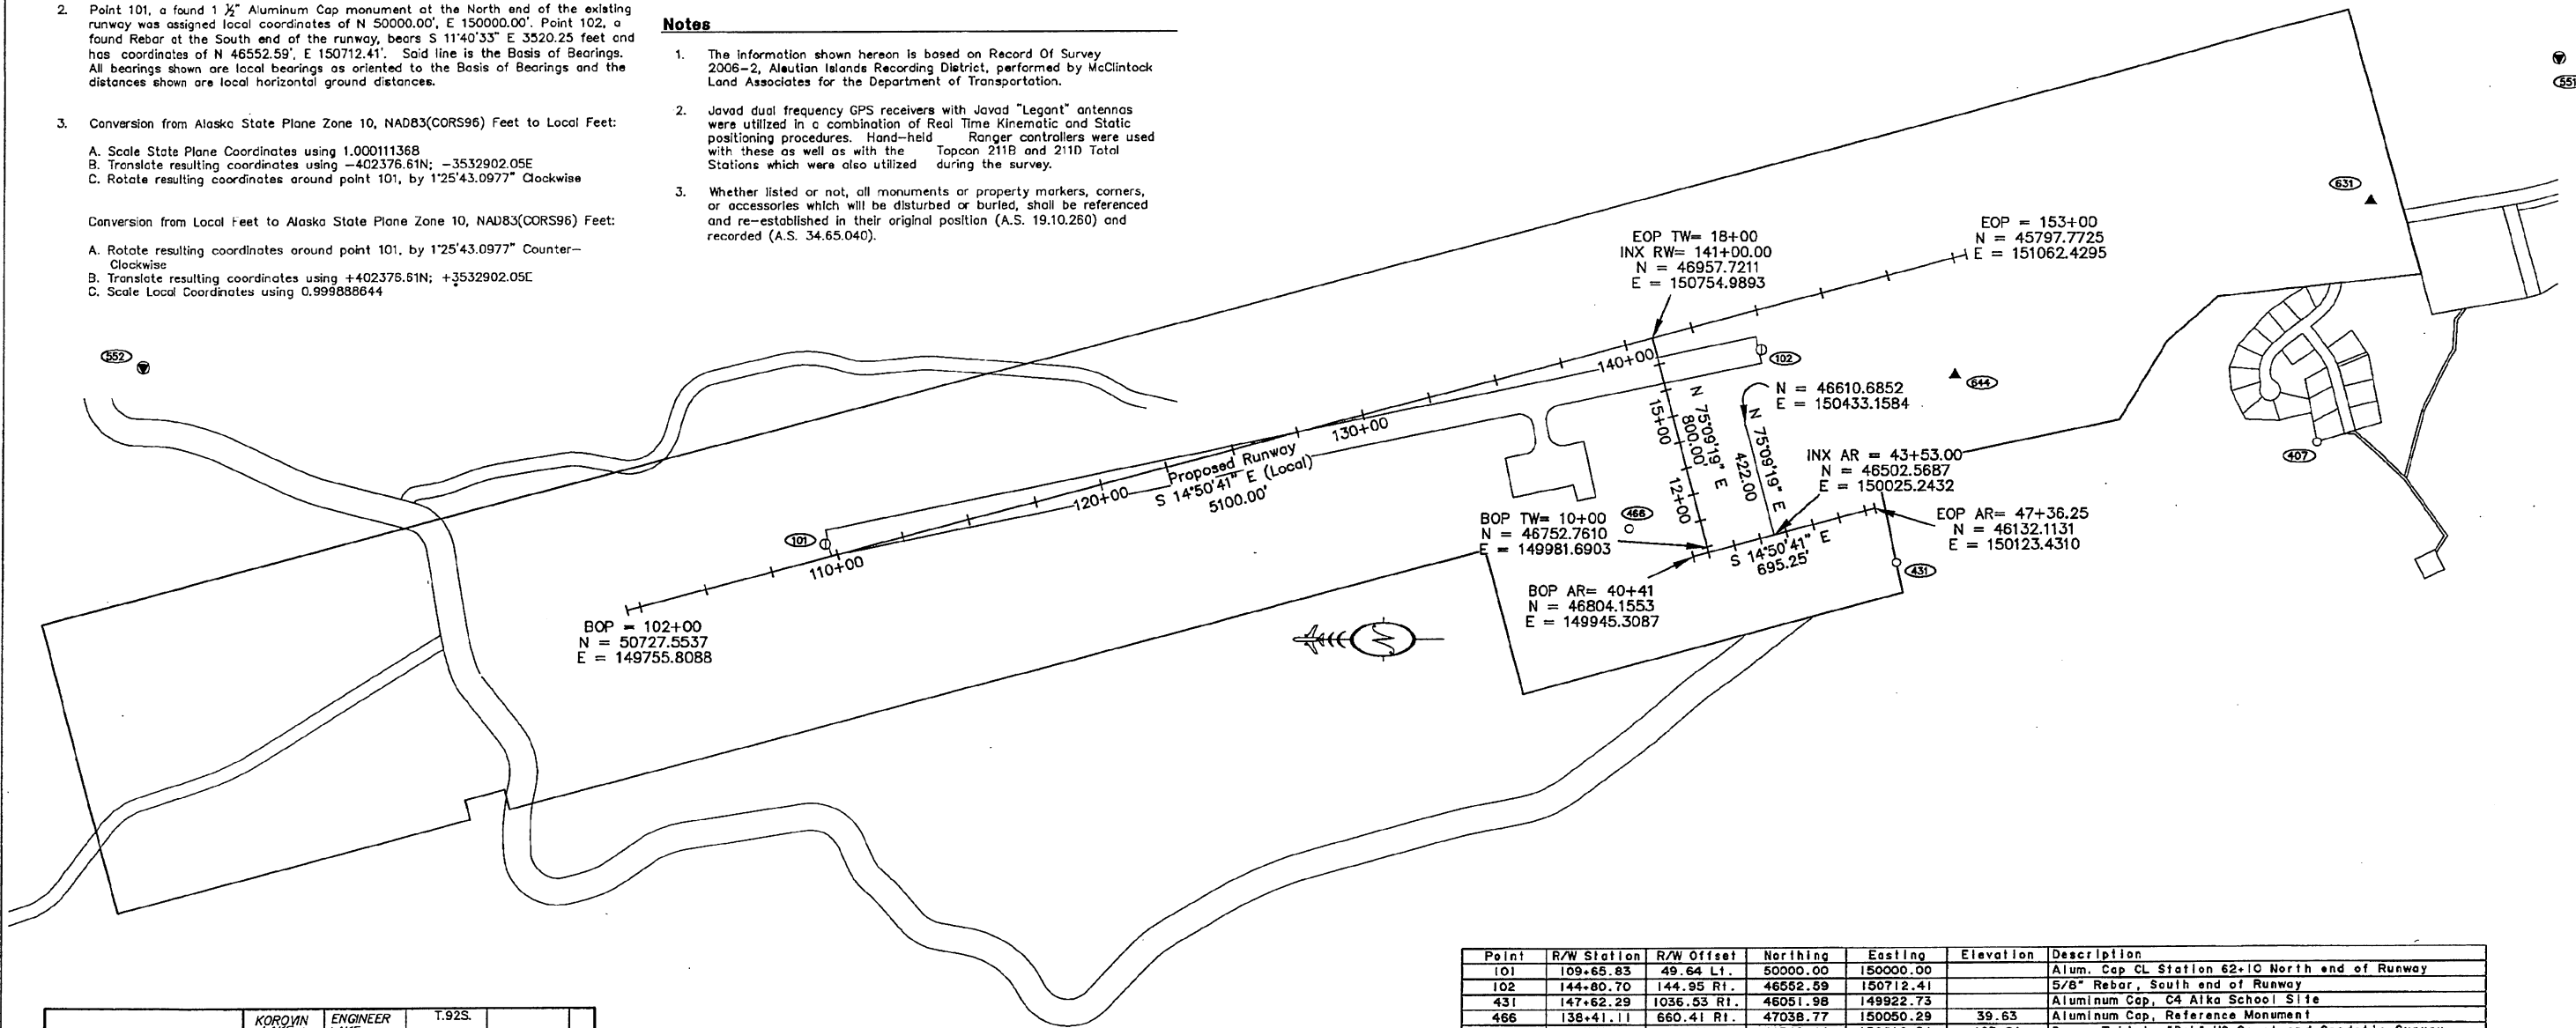 2. Point 101, a found 1 ½" Aluminum Cap monument at the North end of the existing
runway was assigned local coordinates of N 50000.00', E 150000.00'. Point 102, a
found Rebar at the South end of the runway, bears S 11°40'33" E 3520.25 feet and
has coordinates of N 46552.59', E 150712.41'. Said line is the Basis of Bearings.
All bearings shown are local bearings as oriented to the Basis of Bearings and the
distances shown are local horizontal ground distances.
3. Conversion from Alaska State Plane Zone 10, NAD83(CORS96) Feet to Local Feet:
A. Scale State Plane Coordinates using 1.000111368
B. Translate resulting coordinates using -402376.61N; -3532902.05E
C. Rotate resulting coordinates around point 101, by 1°25'43.0977" Clockwise
Conversion from Local Feet to Alaska State Plane Zone 10, NAD83(CORS96) Feet:
A. Rotate resulting coordinates around point 101, by 1°25'43.0977" Counter-
Clockwise
B. Translate resulting coordinates using +402376.61N; +3532902.05E
C. Scale Local Coordinates using 0.999888644
Notes
1. The information shown hereon is based on Record Of Survey
2006-2, Aleutian Islands Recording District, performed by McClintock
Land Associates for the Department of Transportation.
2. Javad dual frequency GPS receivers with Javad "Legant" antennas
were utilized in a combination of Real Time Kinematic and Static
positioning procedures. Hand-held Ranger controllers were used
with these as well as with the Topcon 211B and 211D Total
Stations which were also utilized during the survey.
3. Whether listed or not, all monuments or property markers, corners,
or accessories which will be disturbed or buried, shall be referenced
and re-established in their original position (A.S. 19.10.260) and
recorded (A.S. 34.65.040).
551
631
EOP = 153+00
N = 45797.7725
E = 151062.4295
EOP TW= 18+00
INX RW= 141+00.00
N = 46957.7211
E = 150754.9893
552
102
140+00
644
N = 46610.6852
E = 150433.1584
N 75°09'19" E
800.00'
15+00
12+00
N 75°09'19" E
422.00
130+00
407
INX AR = 43+53.00
N = 46502.5687
E = 150025.2432
Proposed Runway
S 14°50'41" E (Local)
5100.00'
120+00
466
BOP TW= 10+00
N = 46752.7610
E = 149981.6903
EOP AR= 47+36.25
N = 46132.1131
E = 150123.4310
101
110+00
S 14°50'41" E
695.25'
431
BOP AR= 40+41
N = 46804.1553
E = 149945.3087
BOP = 102+00
N = 50727.5537
E = 149755.8088
Point R/W Station R/W Offset Northing Easting Elevation Description
101 109+65.83 49.64 Lt. 50000.00 150000.00 Alum. Cap CL Station 62+10 North end of Runway
102 144+80.70 144.95 Rt. 46552.59 150712.41 5/8" Rebar, South end of Runway
431 147+62.29 1036.53 Rt. 46051.98 149922.73 Aluminum Cap, C4 Atka School Site
466 138+41.11 660.41 Rt. 47038.77 150050.29 39.63 Aluminum Cap, Reference Monument
KOROVIN ENGINEER T.92S.